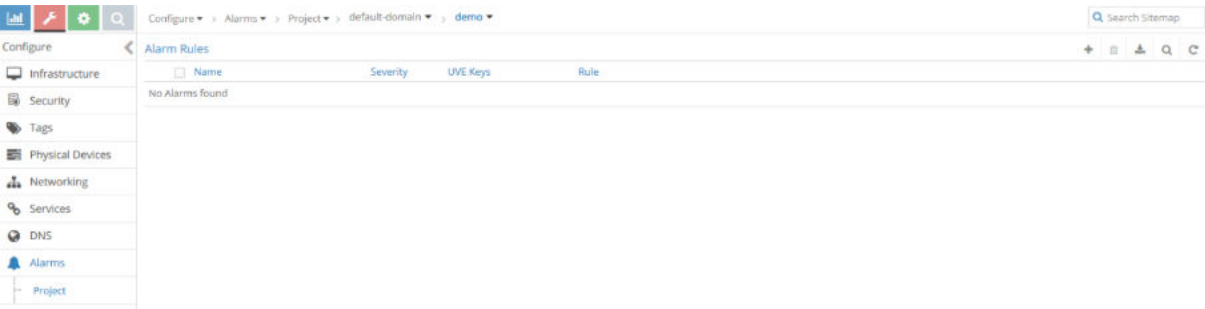 Configure > Alarms > Project > default-domain > demo
Search Sitemap
Configure
Alarm Rules
Infrastructure
Name Severity UVE Keys Rule
Security
No Alarms found
Tags
Physical Devices
Networking
Services
DNS
Alarms
Project